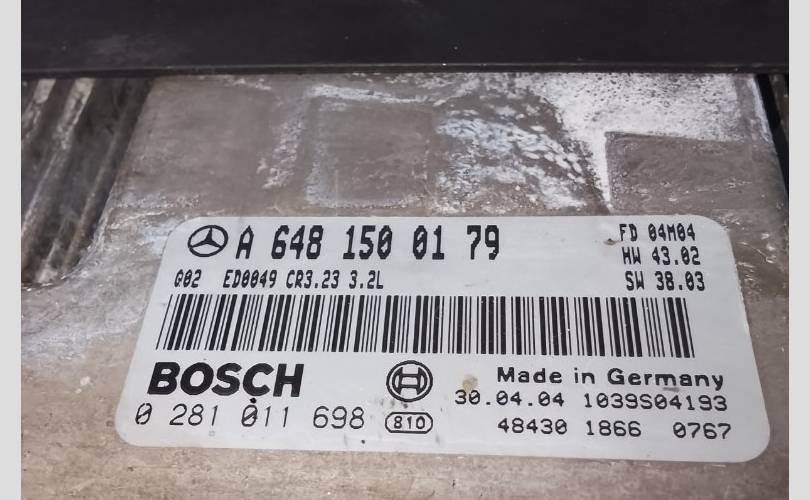 A 648 150 01 79
FD 04M04
HW 43.02
G02 ED0049 CR3.23 3.2L
SW 38.03
BOSCH
Made in Germany
30.04.04 1039S04193
0 281 011 698 810
48430 1866 0767